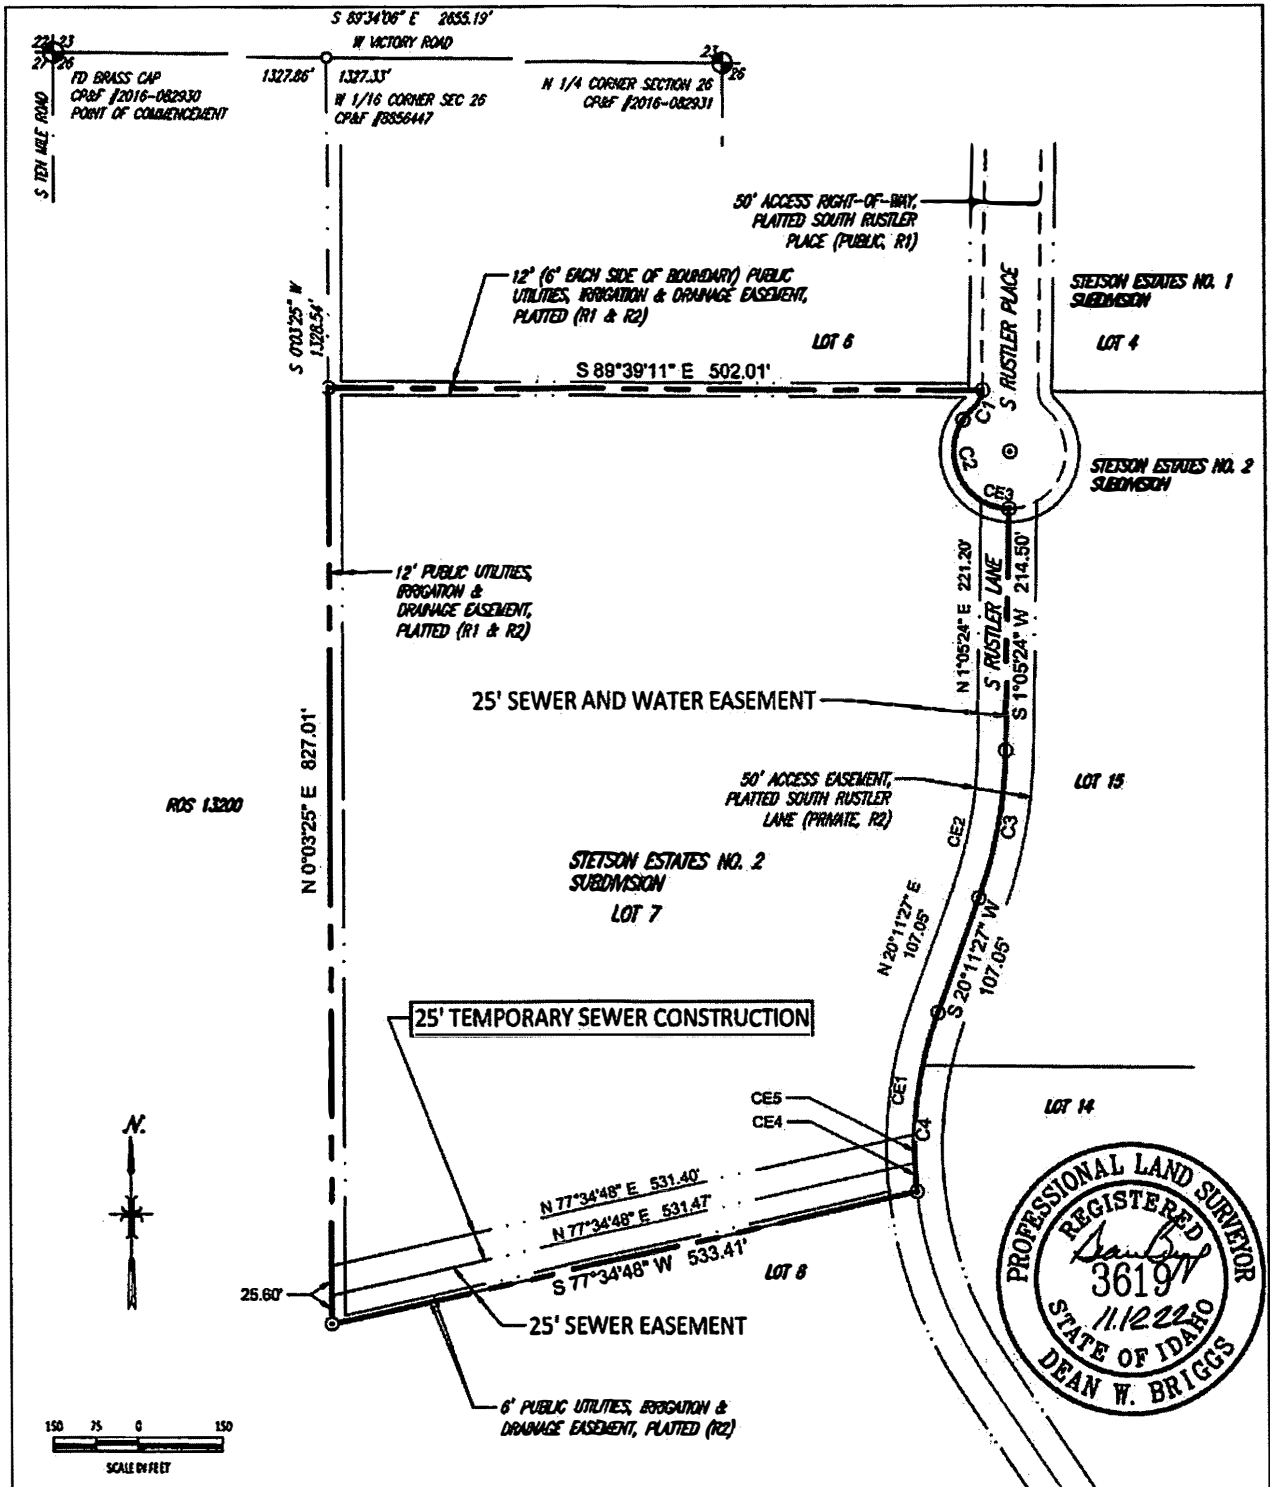 S 89°34'06" E 2655.19'
W VICTORY ROAD
22 23
27 26
23
26
FD BRASS CAP
CP&F #2016-082930
POINT OF COMMENCEMENT
1327.86'
1327.33'
W 1/16 CORNER SEC 26
CP&F #8856447
N 1/4 CORNER SECTION 26
CP&F #2016-082931
S TEN MILE ROAD
50' ACCESS RIGHT-OF-WAY,
PLATTED SOUTH RUSTLER
PLACE (PUBLIC, R1)
12' (6' EACH SIDE OF BOUNDARY) PUBLIC
UTILITIES, IRRIGATION & DRAINAGE EASEMENT,
PLATTED (R1 & R2)
S 0°03'25" W
1328.54'
S RUSTLER PLACE
STETSON ESTATES NO. 1
SUBDIVISION
LOT 6
LOT 4
S 89°39'11" E 502.01'
C1
C2
CE3
STETSON ESTATES NO. 2
SUBDIVISION
12' PUBLIC UTILITIES,
IRRIGATION &
DRAINAGE EASEMENT,
PLATTED (R1 & R2)
N 1°05'24" E 221.20'
S RUSTLER LANE
S 1°05'24" W 214.50'
25' SEWER AND WATER EASEMENT
N 0°03'25" E 827.01'
ROS 13200
50' ACCESS EASEMENT,
PLATTED SOUTH RUSTLER
LANE (PRIVATE, R2)
LOT 15
CE2
C3
STETSON ESTATES NO. 2
SUBDIVISION
LOT 7
N 20°11'27" E
107.05'
S 20°11'27" W
107.05'
25' TEMPORARY SEWER CONSTRUCTION
CE1
CE5
CE4
C4
LOT 14
N.
N 77°34'48" E 531.40'
N 77°34'48" E 531.47'
S 77°34'48" W 533.41'
LOT 8
25.60'
25' SEWER EASEMENT
6' PUBLIC UTILITIES, IRRIGATION &
DRAINAGE EASEMENT, PLATTED (R2)
150 75 0 150
SCALE IN FEET
PROFESSIONAL LAND SURVEYOR
REGISTERED
3619
11.12.22
STATE OF IDAHO
DEAN W. BRIGGS